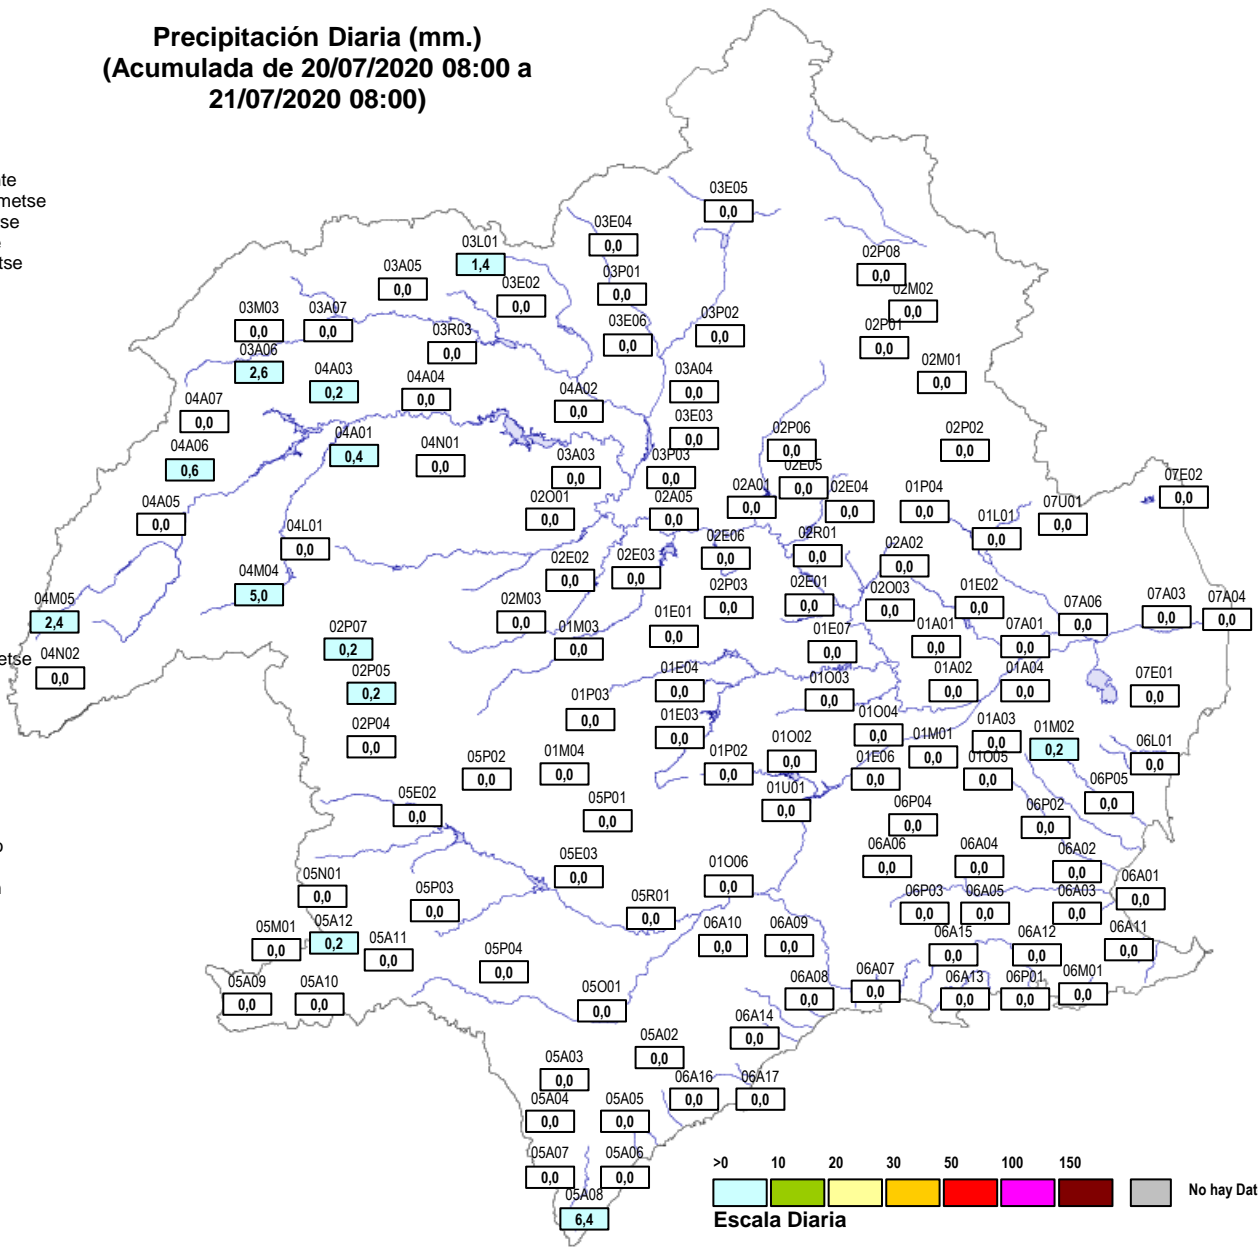 Precipitación Diaria (mm.)
(Acumulada de 20/07/2020 08:00 a
21/07/2020 08:00)
nte
metse
se
e
tse
etse
o
n
03E05
0,0
03E04
0,0
03L01
1,4
02P08
0,0
03A05
0,0
03P01
0,0
03E02
0,0
02M02
0,0
03M03
0,0
03A07
0,0
03P02
0,0
03E06
0,0
02P01
0,0
03R03
0,0
03A06
2,6
02M01
0,0
04A03
0,2
03A04
0,0
04A04
0,0
04A02
0,0
04A07
0,0
03E03
0,0
02P06
0,0
02P02
0,0
04A01
0,4
04N01
0,0
04A06
0,6
03A03
0,0
03P03
0,0
02E05
0,0
07E02
0,0
02A01
0,0
02E04
0,0
01P04
0,0
02O01
0,0
02A05
0,0
04A05
0,0
07U01
0,0
01L01
0,0
04L01
0,0
02E06
0,0
02R01
0,0
02A02
0,0
02E02
0,0
02E03
0,0
04M04
5,0
02P03
0,0
02E01
0,0
02O03
0,0
01E02
0,0
07A03
0,0
07A04
0,0
04M05
2,4
02M03
0,0
07A06
0,0
01E01
0,0
02P07
0,2
01M03
0,0
01E07
0,0
01A01
0,0
07A01
0,0
04N02
0,0
02P05
0,2
01E04
0,0
01O03
0,0
01A02
0,0
01A04
0,0
07E01
0,0
01P03
0,0
02P04
0,0
01E03
0,0
01O04
0,0
01A03
0,0
01M02
0,2
01M01
0,0
01O02
0,0
06L01
0,0
05P02
0,0
01M04
0,0
01P02
0,0
01E06
0,0
01O05
0,0
05E02
0,0
05P01
0,0
01U01
0,0
06P05
0,0
06P04
0,0
06P02
0,0
05E03
0,0
06A06
0,0
06A04
0,0
06A02
0,0
05N01
0,0
01O06
0,0
06A01
0,0
05P03
0,0
05R01
0,0
06P03
0,0
06A05
0,0
06A03
0,0
05M01
0,0
05A12
0,2
05A11
0,0
06A10
0,0
06A09
0,0
06A15
0,0
06A12
0,0
06A11
0,0
05P04
0,0
05A09
0,0
05A10
0,0
05O01
0,0
06A08
0,0
06A07
0,0
06A13
0,0
06P01
0,0
06M01
0,0
06A14
0,0
05A02
0,0
05A03
0,0
06A16
0,0
06A17
0,0
05A04
0,0
05A05
0,0
05A07
0,0
05A06
0,0
05A08
6,4
>0 10 20 30 50 100 150
No hay Dat
Escala Diaria